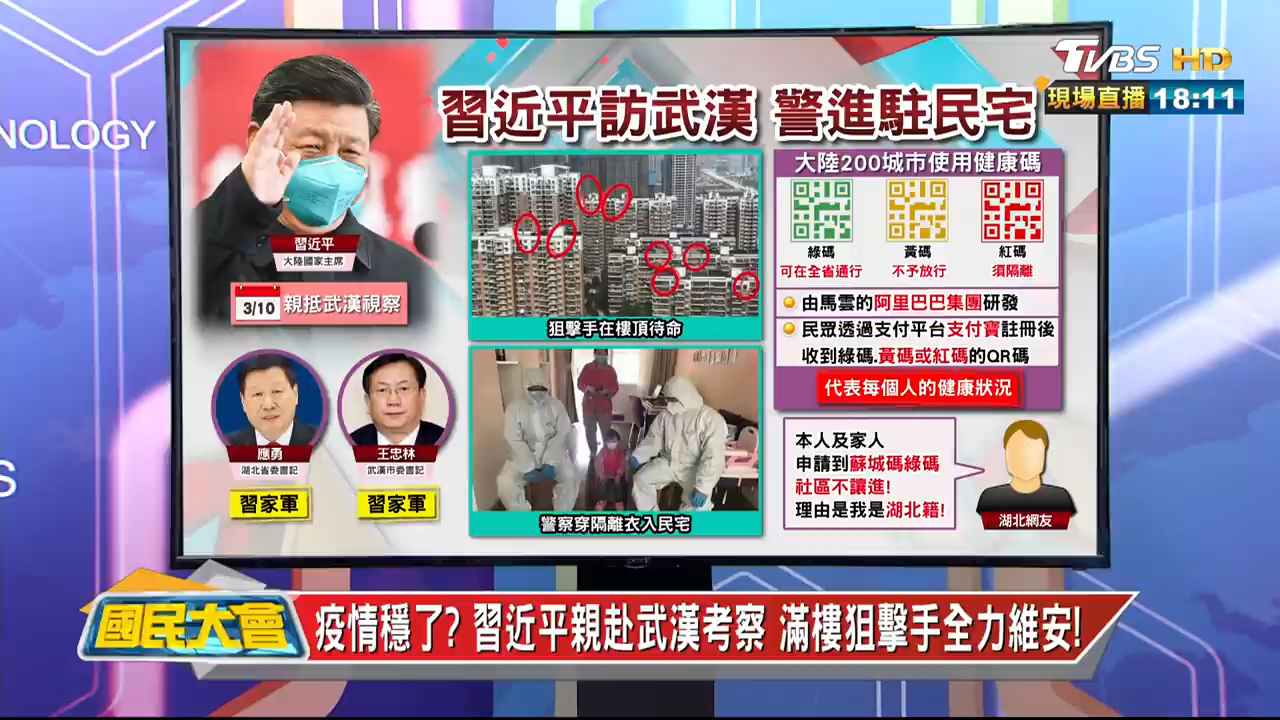 TVBS HD
現場直播 18:11
NOLOGY
S
習近平訪武漢 警進駐民宅
習近平
大陸國家主席
3/10 親抵武漢視察
應勇
湖北省委書記
習家軍
王忠林
武漢市委書記
習家軍
狙擊手在樓頂待命
警察穿隔離衣入民宅
大陸200城市使用健康碼
綠碼
可在全省通行
黃碼
不予放行
紅碼
須隔離
由馬雲的阿里巴巴集團研發
民眾透過支付平台支付寶註冊後
收到綠碼.黃碼或紅碼的QR碼
代表每個人的健康狀況
本人及家人
申請到蘇城碼綠碼
社區不讓進!
理由是我是湖北籍!
湖北網友
國民大會
疫情穩了? 習近平親赴武漢考察 滿樓狙擊手全力維安!